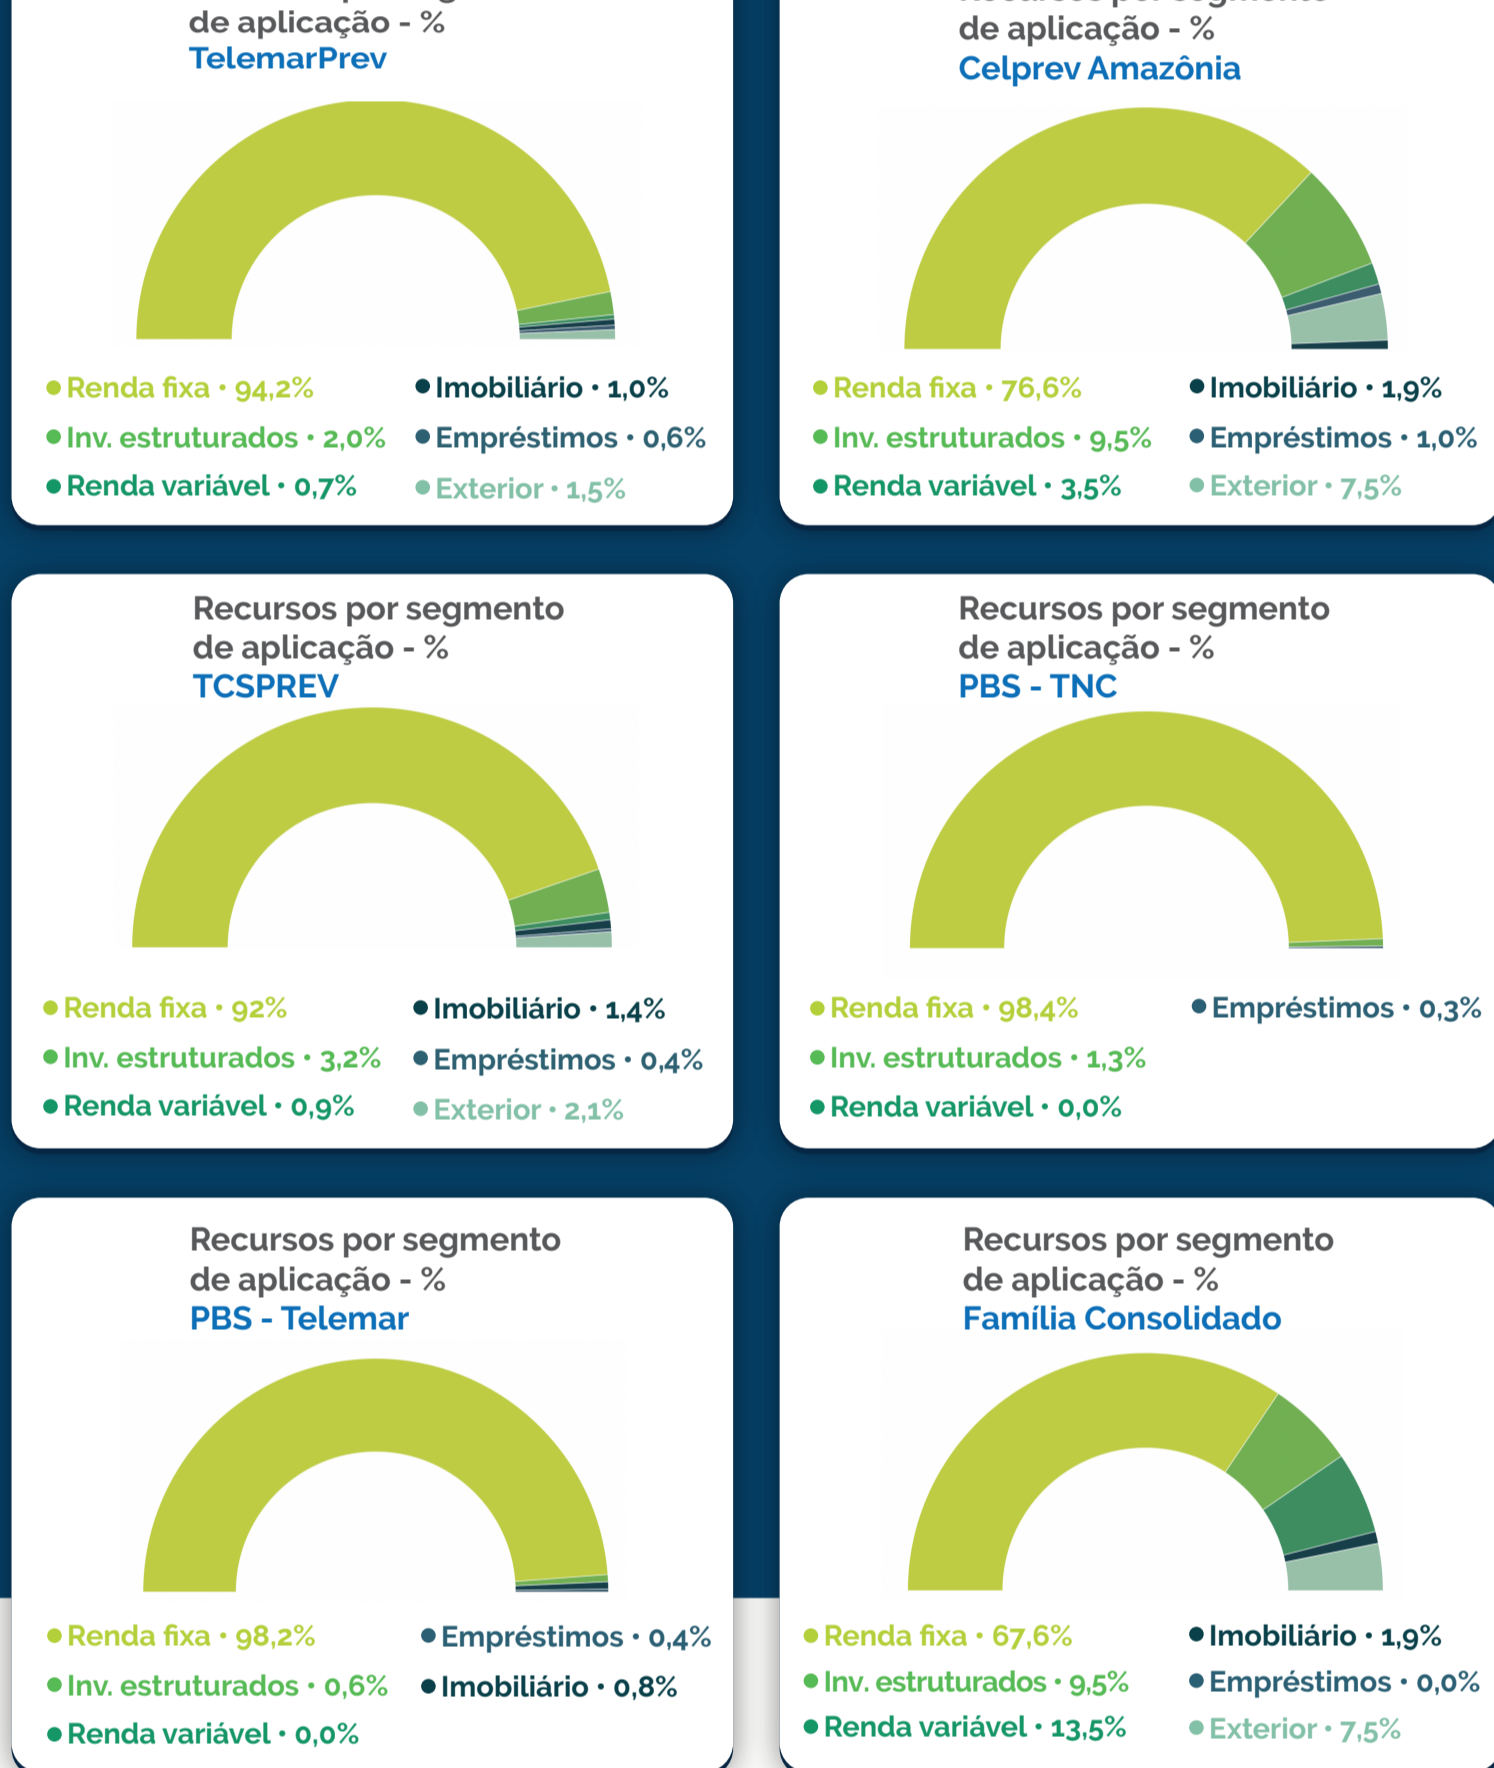 de aplicação - %
TelemarPrev
Renda fixa • 94,2%
Inv. estruturados • 2,0%
Renda variável • 0,7%
Imobiliário • 1,0%
Empréstimos • 0,6%
Exterior • 1,5%
de aplicação - %
Celprev Amazônia
Renda fixa • 76,6%
Inv. estruturados • 9,5%
Renda variável • 3,5%
Imobiliário • 1,9%
Empréstimos • 1,0%
Exterior • 7,5%
Recursos por segmento
de aplicação - %
TCSPREV
Renda fixa • 92%
Inv. estruturados • 3,2%
Renda variável • 0,9%
Imobiliário • 1,4%
Empréstimos • 0,4%
Exterior • 2,1%
Recursos por segmento
de aplicação - %
PBS - TNC
Renda fixa • 98,4%
Inv. estruturados • 1,3%
Renda variável • 0,0%
Empréstimos • 0,3%
Recursos por segmento
de aplicação - %
PBS - Telemar
Renda fixa • 98,2%
Inv. estruturados • 0,6%
Renda variável • 0,0%
Empréstimos • 0,4%
Imobiliário • 0,8%
Recursos por segmento
de aplicação - %
Família Consolidado
Renda fixa • 67,6%
Inv. estruturados • 9,5%
Renda variável • 13,5%
Imobiliário • 1,9%
Empréstimos • 0,0%
Exterior • 7,5%